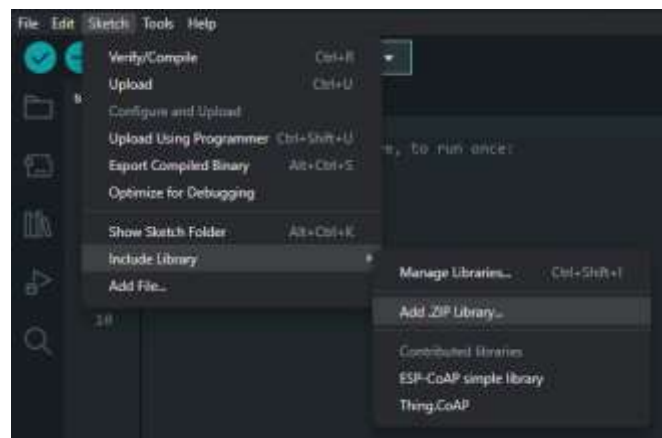 File Edit Sketch Tools Help
Verify/Compile Ctrl+R
Upload Ctrl+U
Configure and Upload
Upload Using Programmer Ctrl+Shift+U
Export Compiled Binary Alt+Ctrl+S
Optimize for Debugging
, to run once:
Show Sketch Folder Alt+Ctrl+K
Include Library
Add File...
Manage Libraries... Ctrl+Shift+I
Add .ZIP Library...
Contributed libraries
ESP-CoAP simple library
Thing.CoAP
10